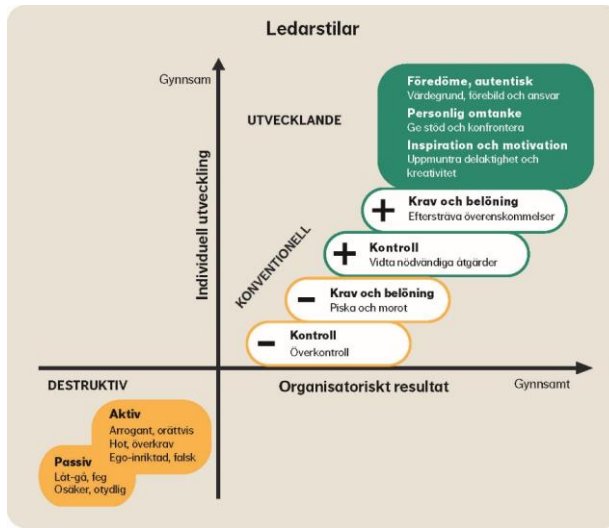 Ledarstilar
Gynnsam
Individuell utveckling
UTVECKLANDE
Föredöme, autentisk
Värdegrund, förebild och ansvar
Personlig omtanke
Ge stöd och konfrontera
Inspiration och motivation
Uppmuntra delaktighet och
kreativitet
KONVENTIONELL
+ Krav och belöning
Eftersträva överenskommelser
+ Kontroll
Vidta nödvändiga åtgärder
– Krav och belöning
Piska och morot
– Kontroll
Överkontroll
DESTRUKTIV
Organisatoriskt resultat
Gynnsamt
Aktiv
Arrogant, orättvis
Hot, överkrav
Ego-inriktad, falsk
Passiv
Låt-gå, feg
Osäker, otydlig